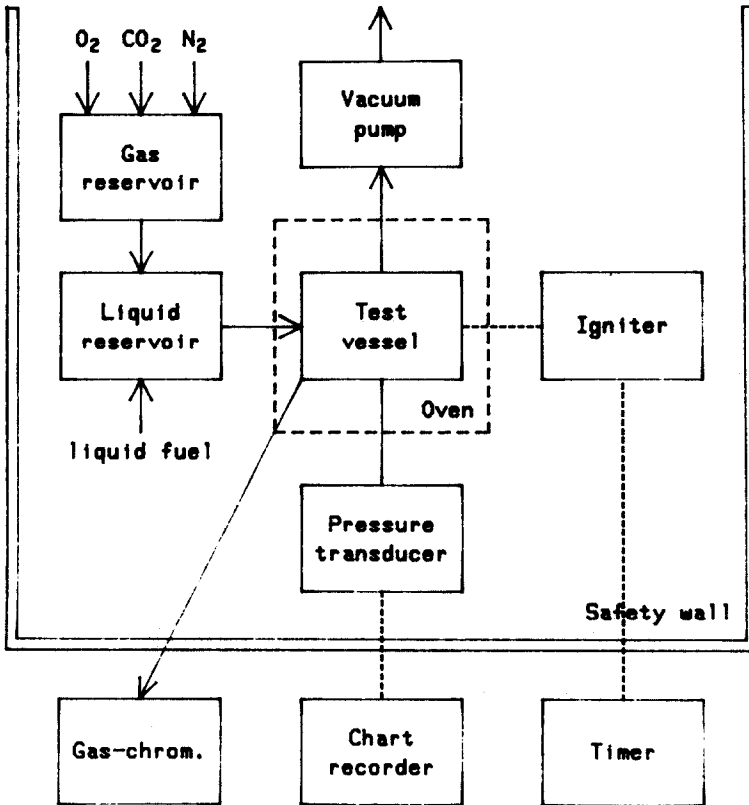 O₂ CO₂ N₂
Vacuum
pump
Gas
reservoir
Liquid
reservoir
Test
vessel
Igniter
Oven
liquid fuel
Pressure
transducer
Safety wall
Gas-chrom.
Chart
recorder
Timer